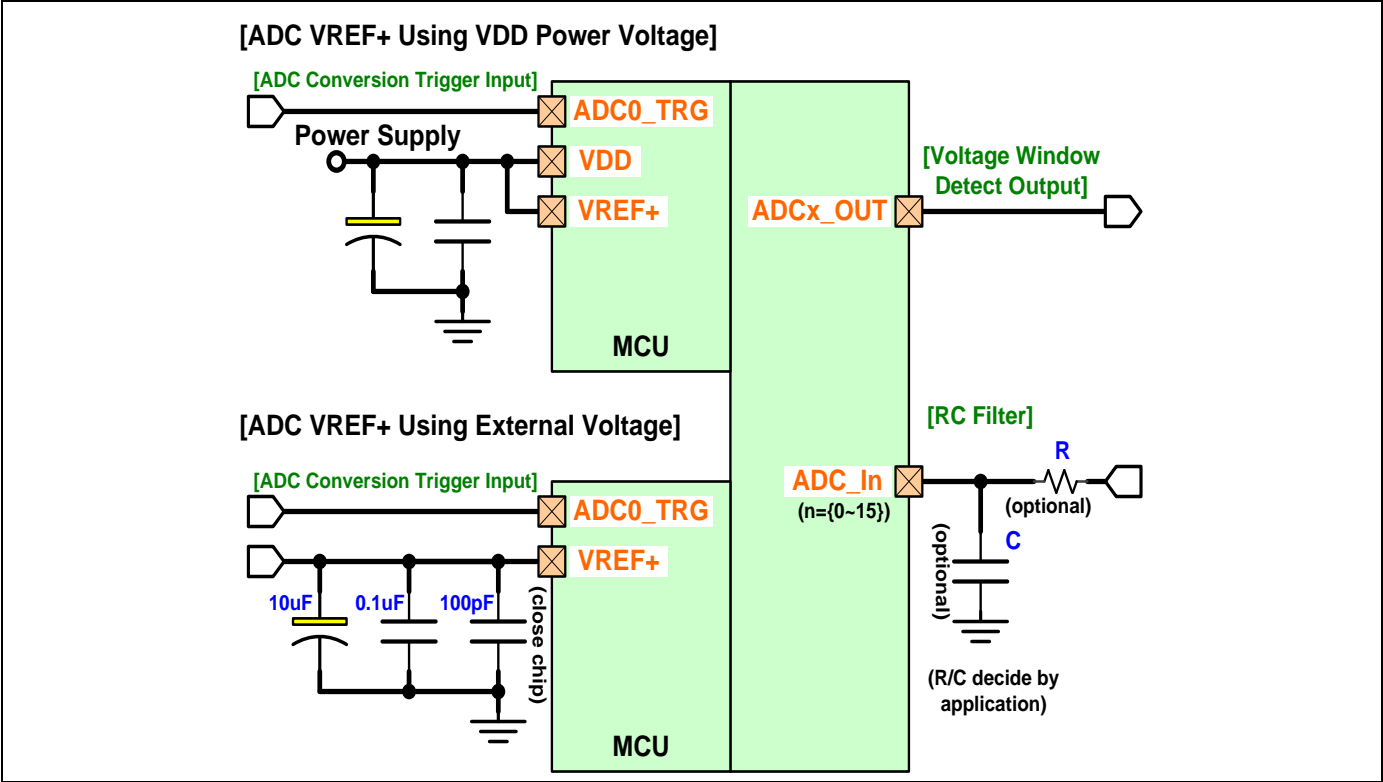 [ADC VREF+ Using VDD Power Voltage]
[ADC Conversion Trigger Input]
ADC0_TRG
Power Supply
VDD
VREF+
MCU
[Voltage Window
Detect Output]
ADCx_OUT
[ADC VREF+ Using External Voltage]
[ADC Conversion Trigger Input]
ADC0_TRG
VREF+
10uF
0.1uF
100pF
(close chip)
MCU
[RC Filter]
R
ADC_In
(n={0~15})
(optional)
C
(optional)
(R/C decide by
application)